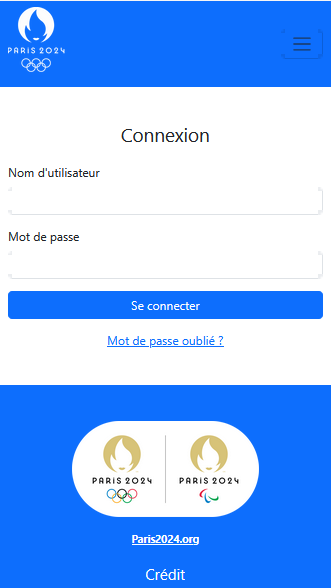 PARIS 2024
Connexion
Nom d'utilisateur
Mot de passe
Se connecter
Mot de passe oublié ?
PARIS 2024 PARIS 2024
Paris2024.org
Crédit